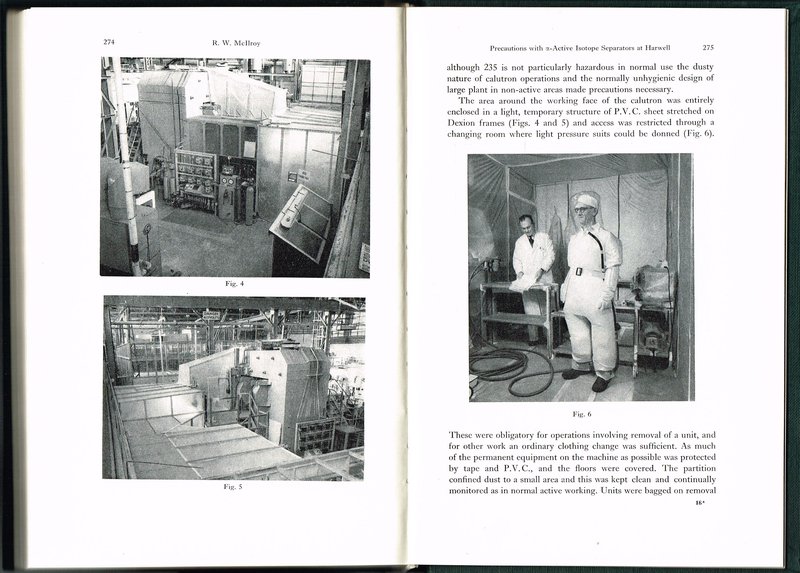 274
R. W. McIlroy
Fig. 4
Fig. 5
Precautions with α-Active Isotope Separators at Harwell
275
although 235 is not particularly hazardous in normal use the dusty
nature of calutron operations and the normally unhygienic design of
large plant in non-active areas made precautions necessary.
The area around the working face of the calutron was entirely
enclosed in a light, temporary structure of P.V.C. sheet stretched on
Dexion frames (Figs. 4 and 5) and access was restricted through a
changing room where light pressure suits could be donned (Fig. 6).
Fig. 6
These were obligatory for operations involving removal of a unit, and
for other work an ordinary clothing change was sufficient. As much
of the permanent equipment on the machine as possible was protected
by tape and P.V.C., and the floors were covered. The partition
confined dust to a small area and this was kept clean and continually
monitored as in normal active working. Units were bagged on removal
16*